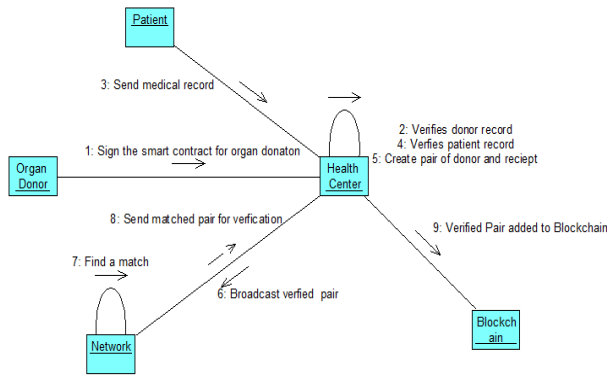 Patient
3: Send medical record
2: Verifies donor record
4: Verfies patient record
5: Create pair of donor and reciept
1: Sign the smart contract for organ donaton
Organ
Donor
Health
Center
8: Send matched pair for verfication
9: Verified Pair added to Blockchain
7: Find a match
6: Broadcast verfied pair
Blockch
ain
Network